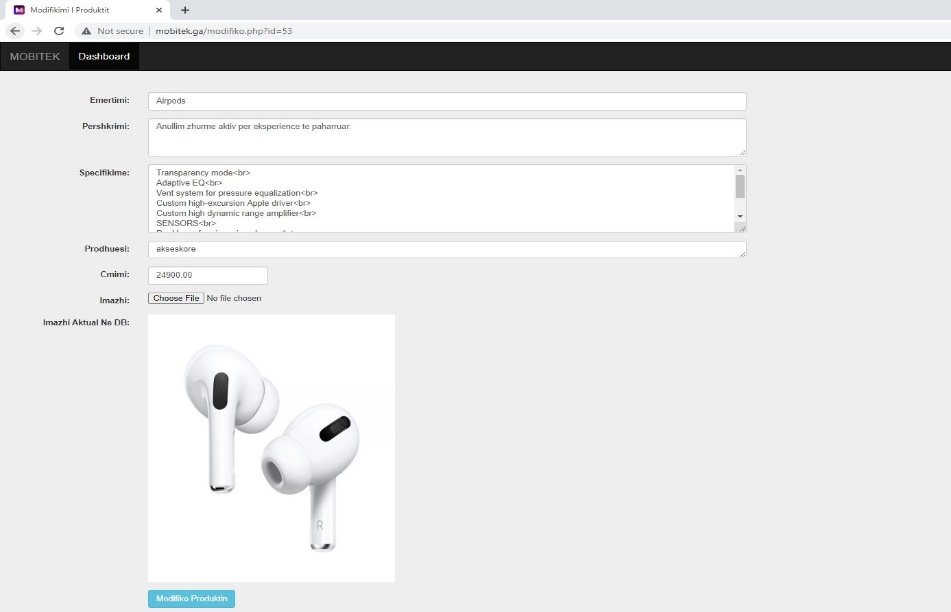 Modifikimi I Produktit
Not secure | mobitek.ga/modifiko.php?id=53
MOBITEK Dashboard
Emertimi: Airpods
Pershkrimi: Anullim zhurme aktiv per eksperience te paharruar.
Specifikime: Transparency mode<br>
Adaptive EQ<br>
Vent system for pressure equalization<br>
Custom high-excursion Apple driver<br>
Custom high dynamic range amplifier<br>
SENSORS<br>
Prodhuesi: akseskore
Cmimi: 24900.00
Imazhi: Choose File No file chosen
Imazhi Aktual Ne DB:
R
Modifiko Produktin